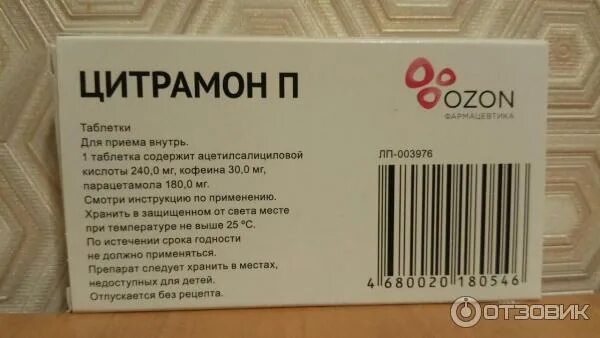 ЦИТРАМОН П
OZON
ФАРМАЦЕВТИКА
Таблетки
Для приема внутрь.
1 таблетка содержит ацетилсалициловой
кислоты 240,0 мг, кофеина 30,0 мг,
парацетамола 180,0 мг.
Смотри инструкцию по применению.
Хранить в защищенном от света месте
при температуре не выше 25 ºС.
По истечении срока годности
не должно применяться.
Препарат следует хранить в местах,
недоступных для детей.
Отпускается без рецепта.
ЛП-003976
4 680020 180546
ОТЗОВИК